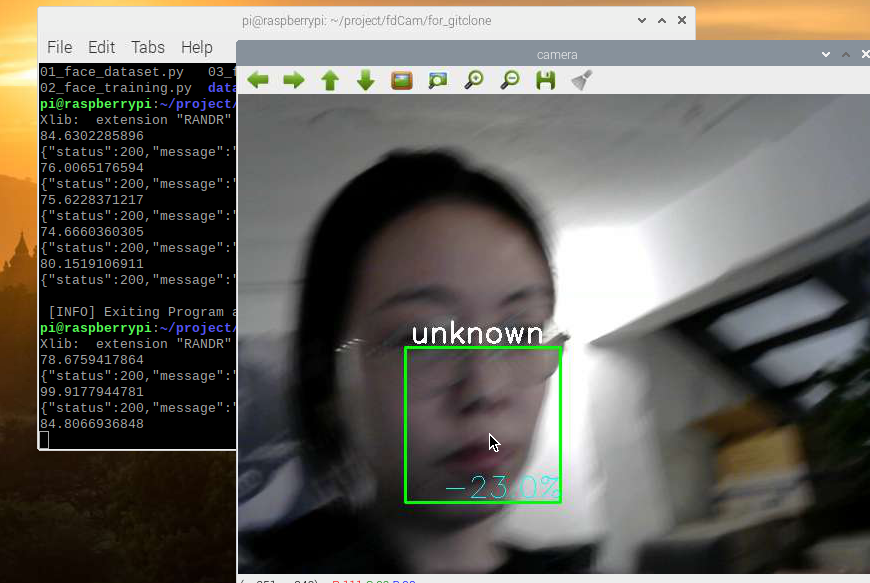 pi@raspberrypi: ~/project/fdCam/for_gitclone
File Edit Tabs Help
camera
01_face_dataset.py 03_f
02_face_training.py data
pi@raspberrypi:~/project/
Xlib: extension "RANDR"
84.6302285896
{"status":200,"message":"
76.0065176594
{"status":200,"message":"
75.6228371217
{"status":200,"message":"
74.6660360305
{"status":200,"message":"
80.1519106911
{"status":200,"message":"
[INFO] Exiting Program a
pi@raspberrypi:~/project/
Xlib: extension "RANDR"
78.6759417864
{"status":200,"message":"
99.9177944781
{"status":200,"message":"
84.8066936848
unknown
-23.0%